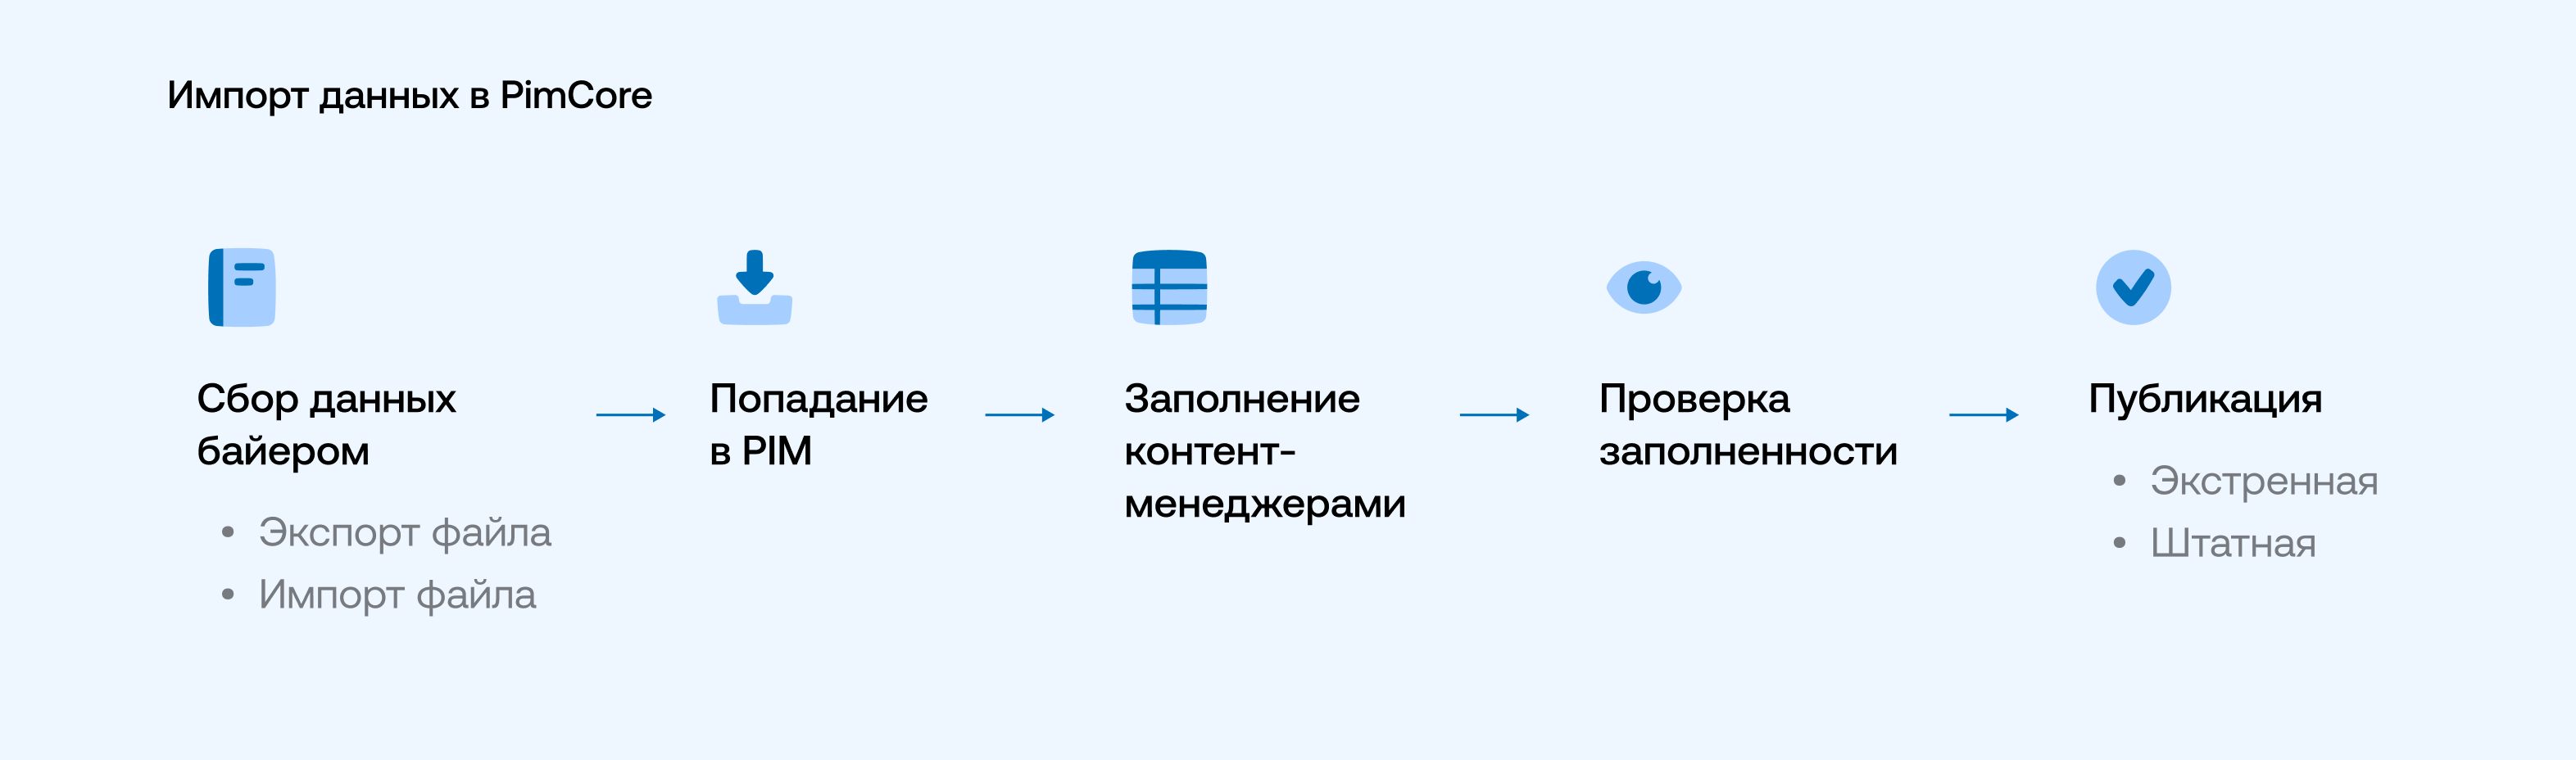 Импорт данных в PimCore
Сбор данных
байером
• Экспорт файла
• Импорт файла
Попадание
в PIM
Заполнение
контент-
менеджерами
Проверка
заполненности
Публикация
• Экстренная
• Штатная